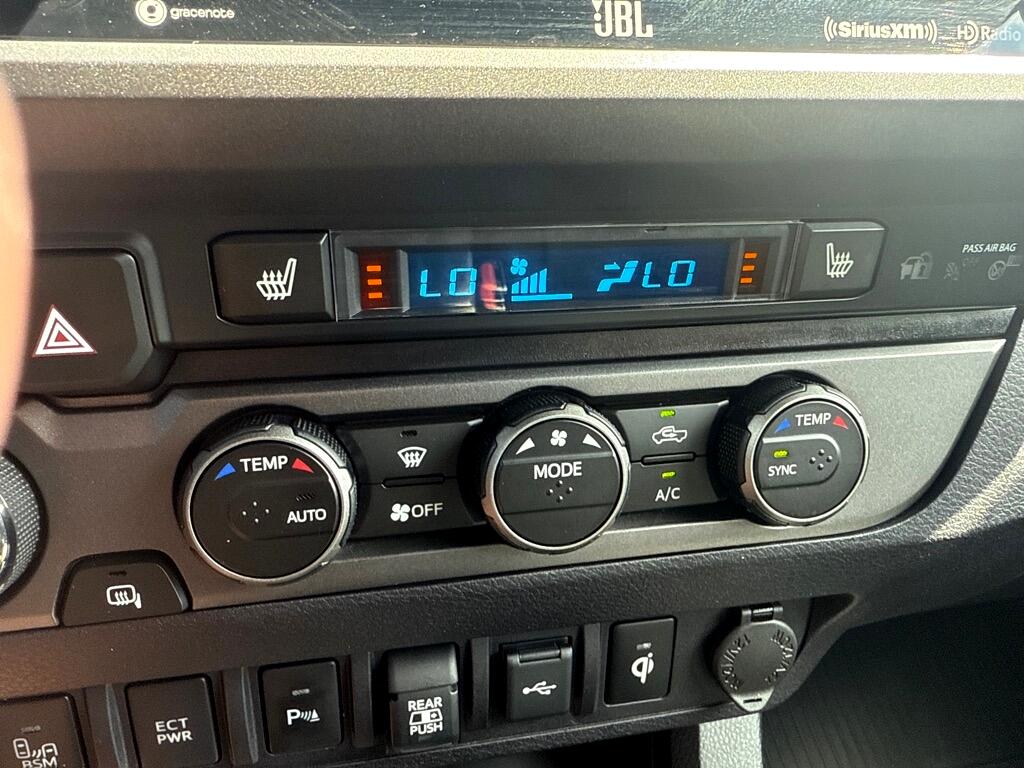 gracenote
JBL
SiriusXM
HD Radio
PASS AIR BAG
LO
LO
TEMP
AUTO
OFF
MODE
A/C
TEMP
SYNC
BSM
ECT
PWR
P
REAR
PUSH
qi